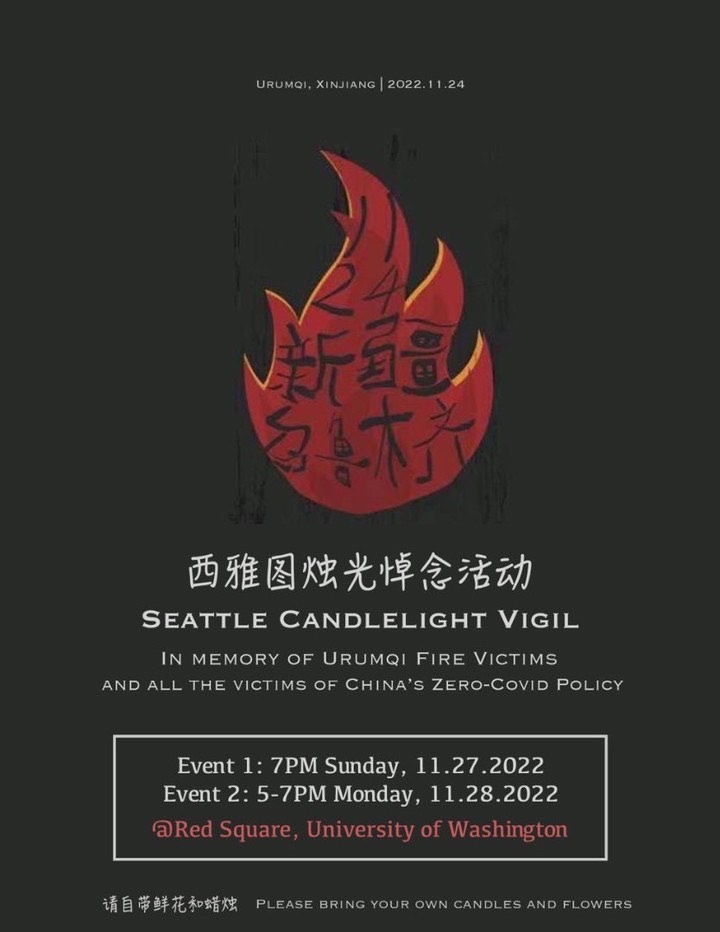 Urumqi, Xinjiang | 2022.11.24
11
24
新疆
乌鲁木齐
西雅图烛光悼念活动
Seattle Candlelight Vigil
In memory of Urumqi Fire Victims
and all the victims of China's Zero-Covid Policy
Event 1: 7PM Sunday, 11.27.2022
Event 2: 5-7PM Monday, 11.28.2022
@Red Square, University of Washington
请自带鲜花和蜡烛 Please bring your own candles and flowers